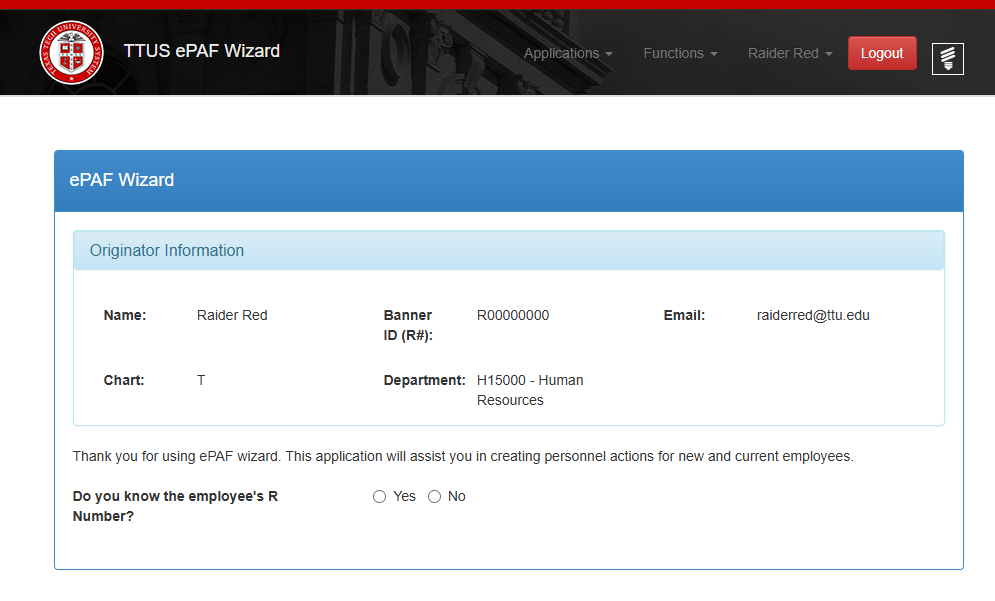 TEXAS TECH UNIVERSITY SYSTEM
TTUS ePAF Wizard
Applications
Functions
Raider Red
Logout
ePAF Wizard
Originator Information
Name: Raider Red Banner R00000000 Email: raiderred@ttu.edu
ID (R#):
Chart: T Department: H15000 - Human
Resources
Thank you for using ePAF wizard. This application will assist you in creating personnel actions for new and current employees.
Do you know the employee's R Yes No
Number?